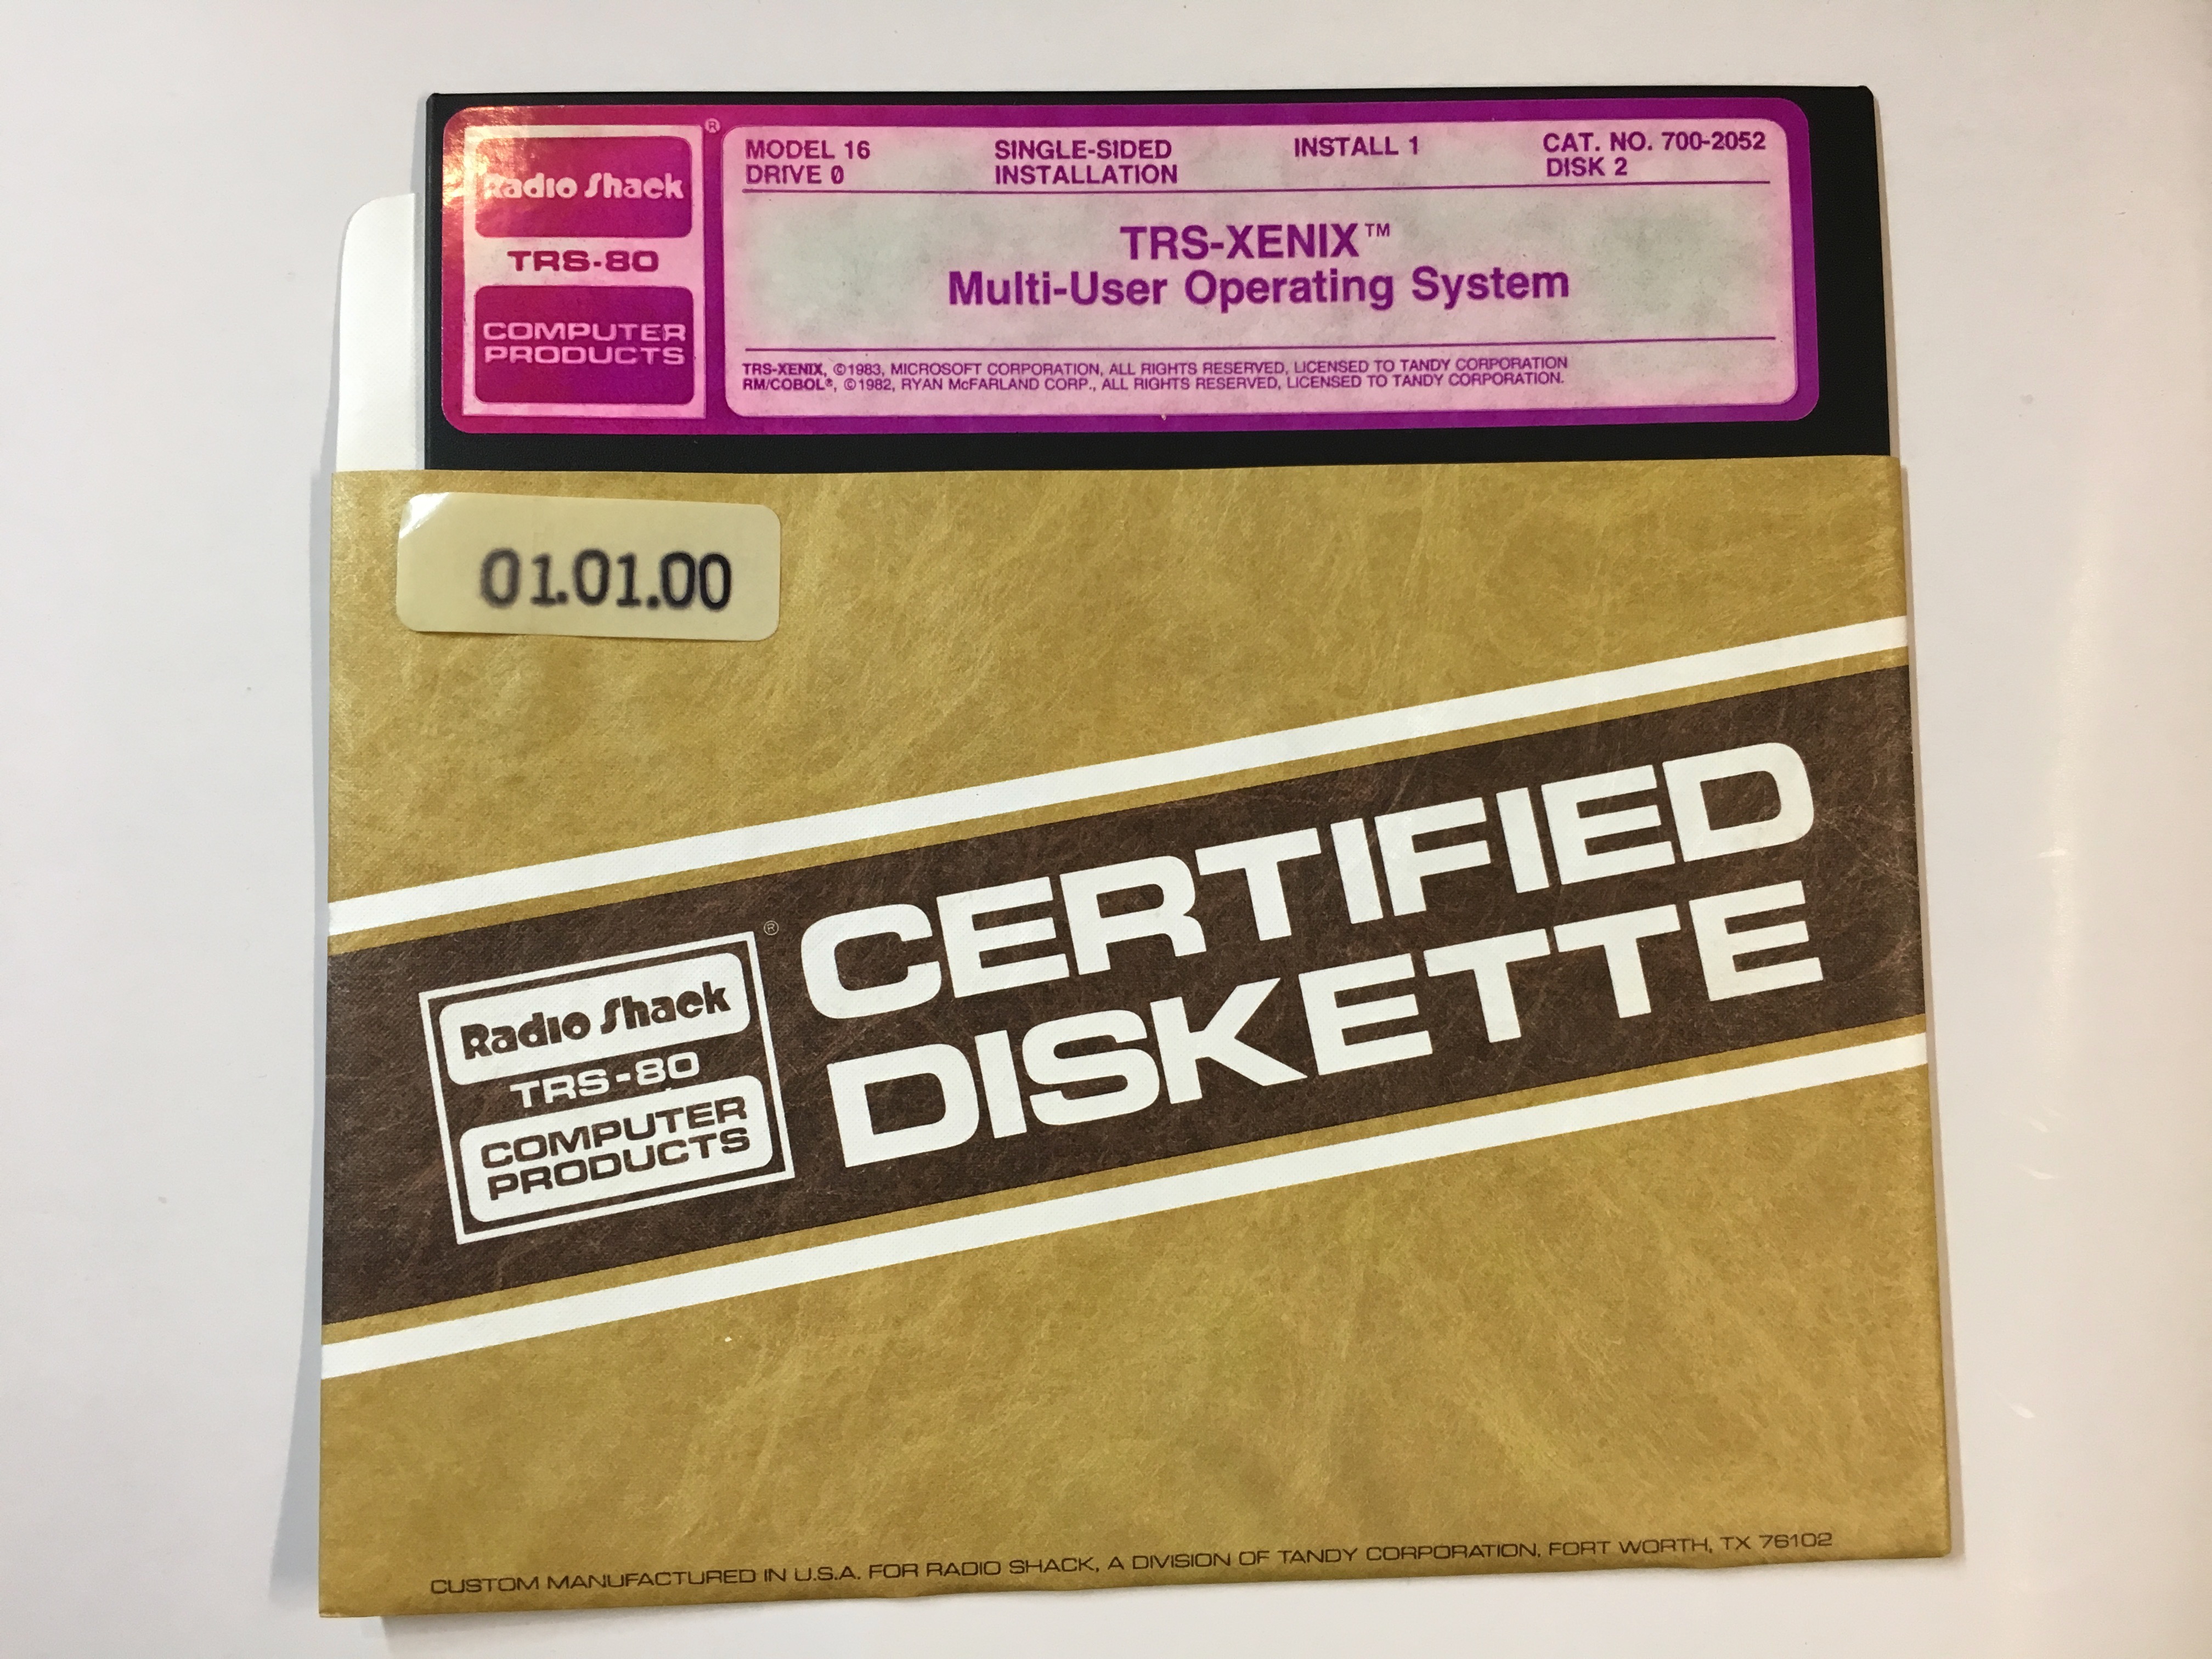 Radio Shack ®
TRS-80
COMPUTER
PRODUCTS
MODEL 16
DRIVE 0
SINGLE-SIDED
INSTALLATION
INSTALL 1
CAT. NO. 700-2052
DISK 2
TRS-XENIX™
Multi-User Operating System
TRS-XENIX, ©1983, MICROSOFT CORPORATION, ALL RIGHTS RESERVED, LICENSED TO TANDY CORPORATION
RM/COBOL®, ©1982, RYAN McFARLAND CORP., ALL RIGHTS RESERVED, LICENSED TO TANDY CORPORATION.
01.01.00
Radio Shack ®
TRS-80
COMPUTER
PRODUCTS
CERTIFIED
DISKETTE
CUSTOM MANUFACTURED IN U.S.A. FOR RADIO SHACK, A DIVISION OF TANDY CORPORATION, FORT WORTH, TX 76102